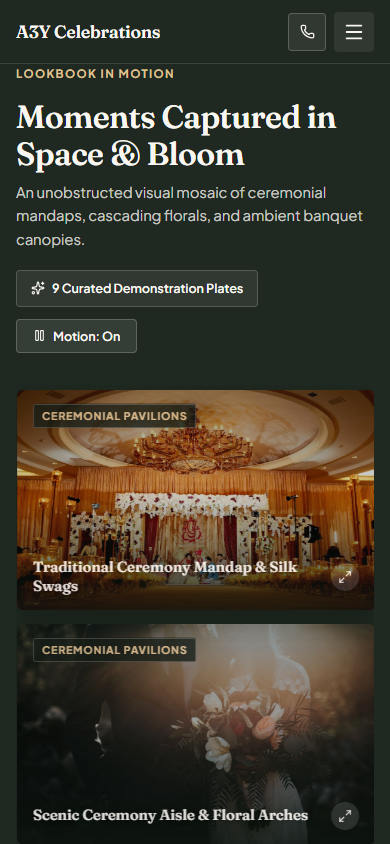 A3Y Celebrations
LOOKBOOK IN MOTION
Moments Captured in
Space & Bloom
An unobstructed visual mosaic of ceremonial
mandaps, cascading florals, and ambient banquet
canopies.
9 Curated Demonstration Plates
Motion: On
CEREMONIAL PAVILIONS
Traditional Ceremony Mandap & Silk
Swags
CEREMONIAL PAVILIONS
Scenic Ceremony Aisle & Floral Arches